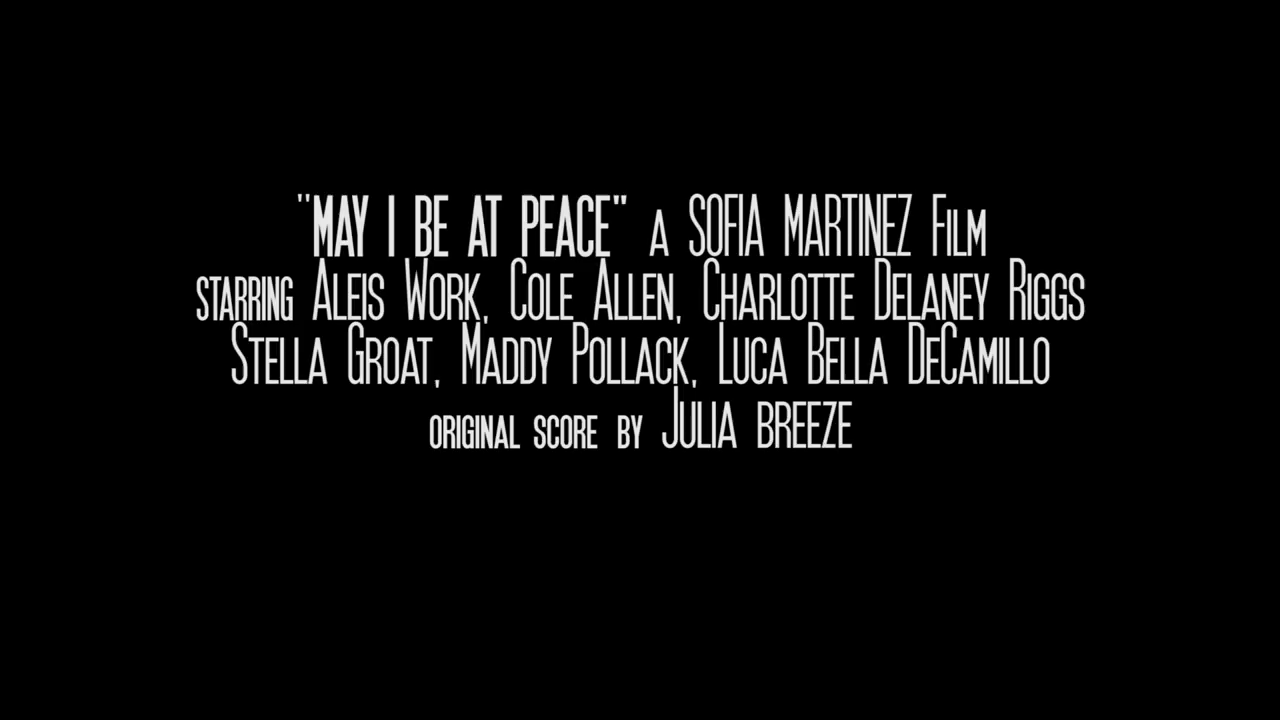 "MAY I BE AT PEACE" A SOFIA MARTINEZ FILM
STARRING ALEIS WORK, COLE ALLEN, CHARLOTTE DELANEY RIGGS
STELLA GROAT, MADDY POLLACK, LUCA BELLA DECAMILLO
ORIGINAL SCORE BY JULIA BREEZE